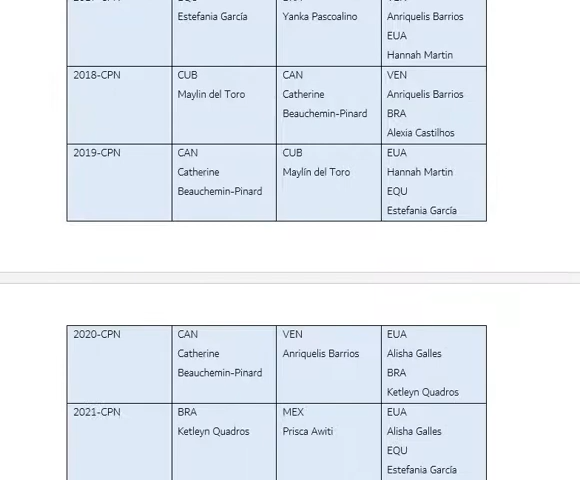 Estefania García Yanka Pascoalino Anriquelis Barrios
EUA
Hannah Martin
2018-CPN CUB CAN VEN
Maylin del Toro Catherine Anriquelis Barrios
Beauchemin-Pinard BRA
Alexia Castilhos
2019-CPN CAN CUB EUA
Catherine Maylín del Toro Hannah Martin
Beauchemin-Pinard EQU
Estefania García
2020-CPN CAN VEN EUA
Catherine Anriquelis Barrios Alisha Galles
Beauchemin-Pinard BRA
Ketleyn Quadros
2021-CPN BRA MEX EUA
Ketleyn Quadros Prisca Awiti Alisha Galles
EQU
Estefania García